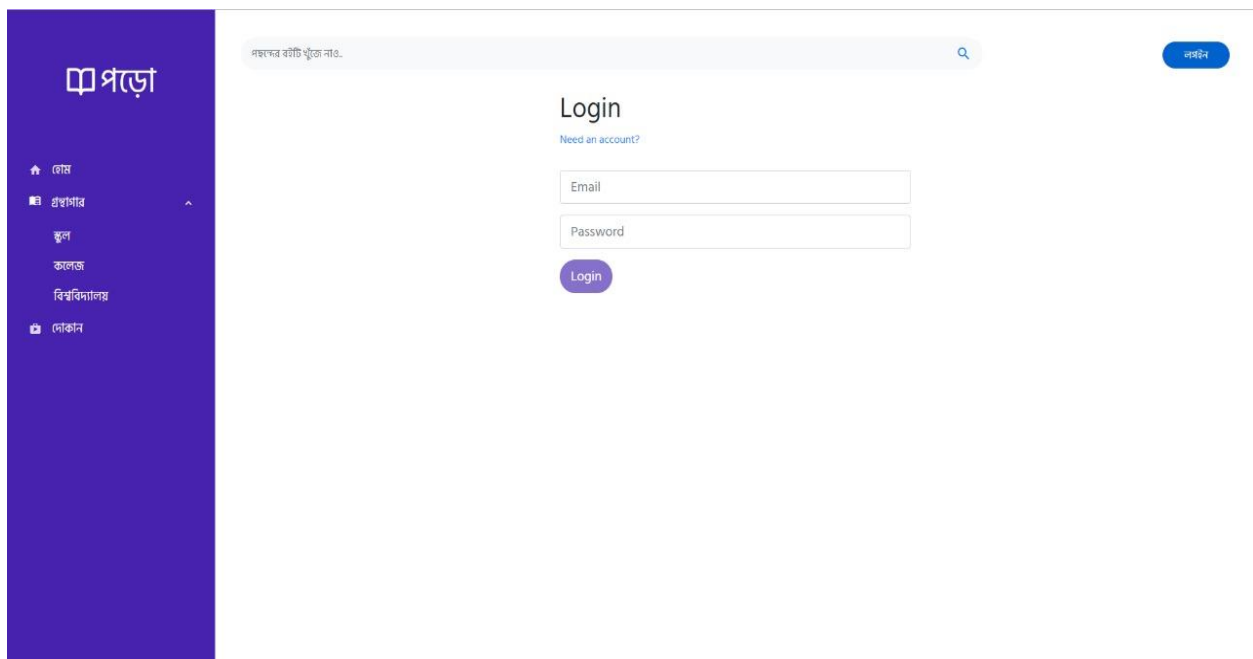 পড়ো
হোম
গ্রন্থাগার
স্কুল
কলেজ
বিশ্ববিদ্যালয়
দোকান
পছন্দের বইটি খুঁজে নাও..
লগইন
Login
Need an account?
Email
Password
Login